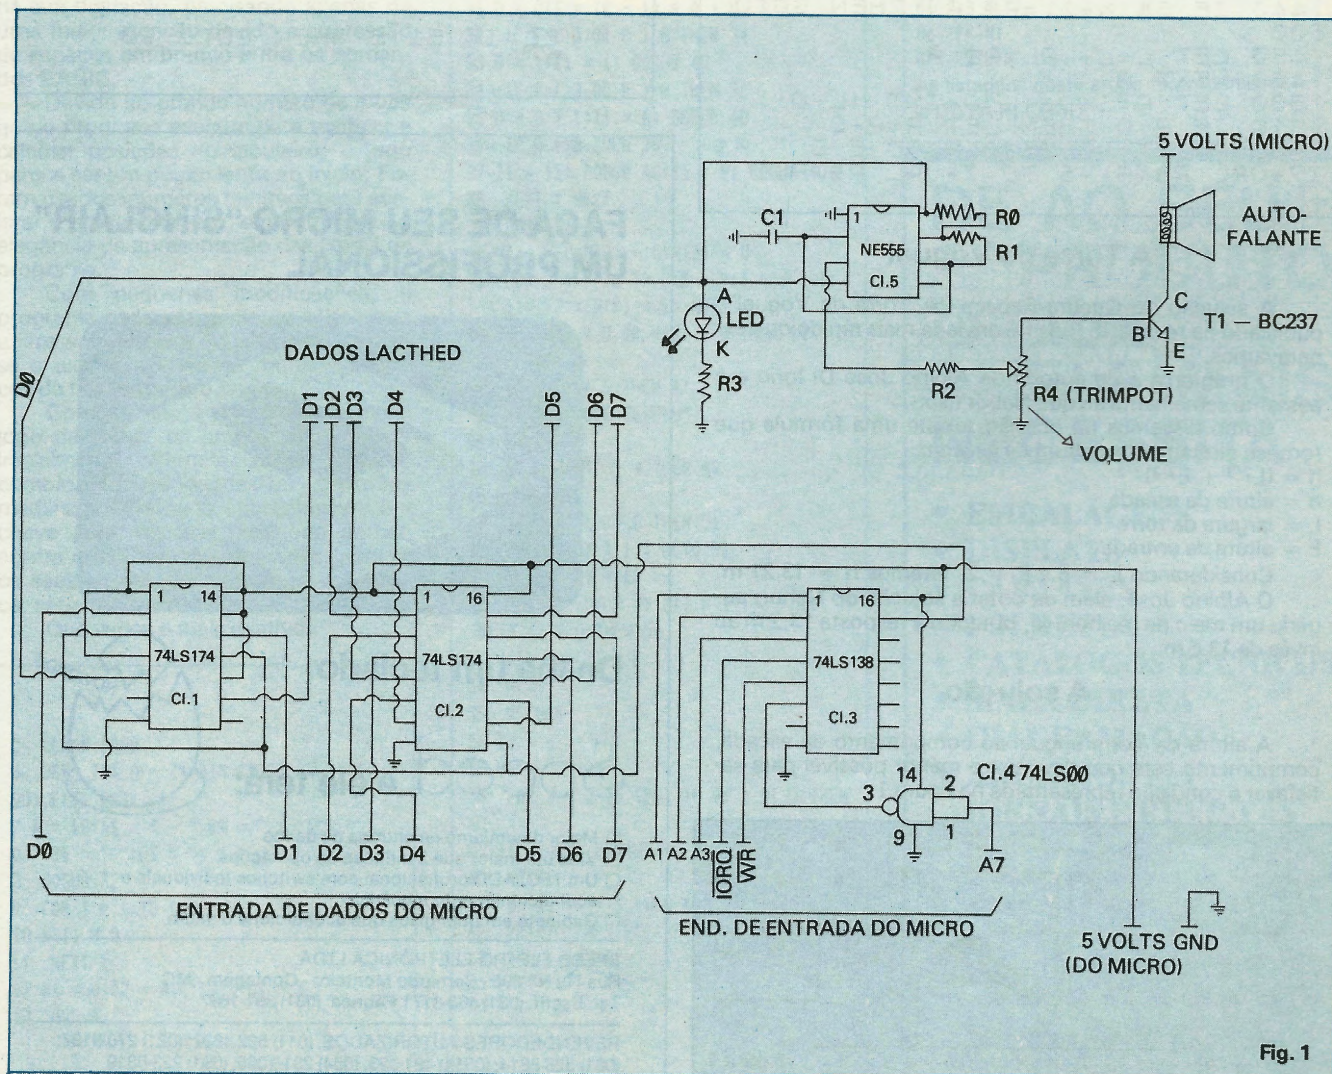 5 VOLTS (MICRO)
C1
1
NE555
CI.5
R0
R1
AUTO-
FALANTE
A
LED
K
R3
R2
R4 (TRIMPOT)
VOLUME
C
B
E
T1 — BC237
D0
DADOS LACTHED
D1
D2
D3
D4
D5
D6
D7
1
14
74LS174
CI.1
1
16
74LS174
CI.2
1
16
74LS138
CI.3
CI.4 74LS00
14
3
2
1
9
A7
D0
D1
D2
D3
D4
D5
D6
D7
ENTRADA DE DADOS DO MICRO
A1
A2
A3
IORQ
WR
END. DE ENTRADA DO MICRO
5 VOLTS GND
(DO MICRO)
Fig. 1